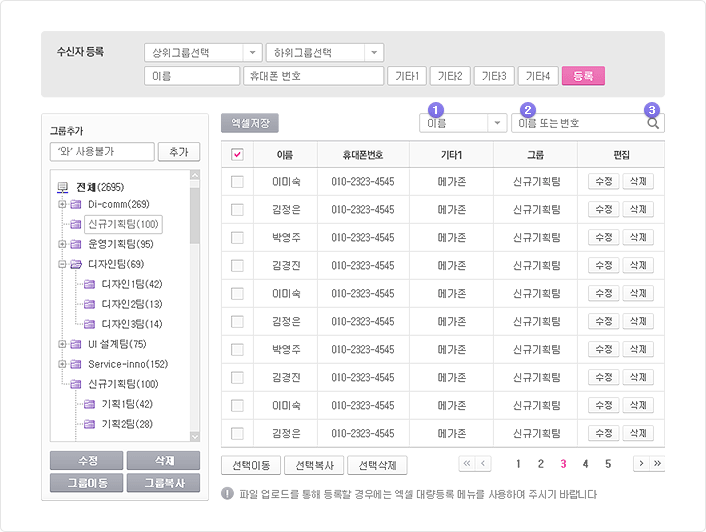 수신자 등록
상위그룹선택 하위그룹선택
이름 휴대폰 번호 기타1 기타2 기타3 기타4 등록
그룹추가
'와' 사용불가 추가
전체(2695)
Di-comm(269)
신규기획팀(100)
운영기획팀(95)
디자인팀(69)
디자인1팀(42)
디자인2팀(13)
디자인3팀(14)
UI 설계팀(75)
Service-inno(152)
신규기획팀(100)
기획1팀(42)
기획2팀(28)
수정 삭제
그룹이동 그룹복사
1 2 3
엑셀저장 이름 이름 또는 번호
이름 휴대폰번호 기타1 그룹 편집
이미숙 010-2323-4545 메가존 신규기획팀 수정 삭제
김정은 010-2323-4545 메가존 신규기획팀 수정 삭제
박영주 010-2323-4545 메가존 신규기획팀 수정 삭제
김경진 010-2323-4545 메가존 신규기획팀 수정 삭제
이미숙 010-2323-4545 메가존 신규기획팀 수정 삭제
김정은 010-2323-4545 메가존 신규기획팀 수정 삭제
박영주 010-2323-4545 메가존 신규기획팀 수정 삭제
김경진 010-2323-4545 메가존 신규기획팀 수정 삭제
이미숙 010-2323-4545 메가존 신규기획팀 수정 삭제
김정은 010-2323-4545 메가존 신규기획팀 수정 삭제
선택이동 선택복사 선택삭제 << < 1 2 3 4 5 > >>
! 파일 업로드를 통해 등록할 경우에는 엑셀 대량등록 메뉴를 사용하여 주시기 바랍니다